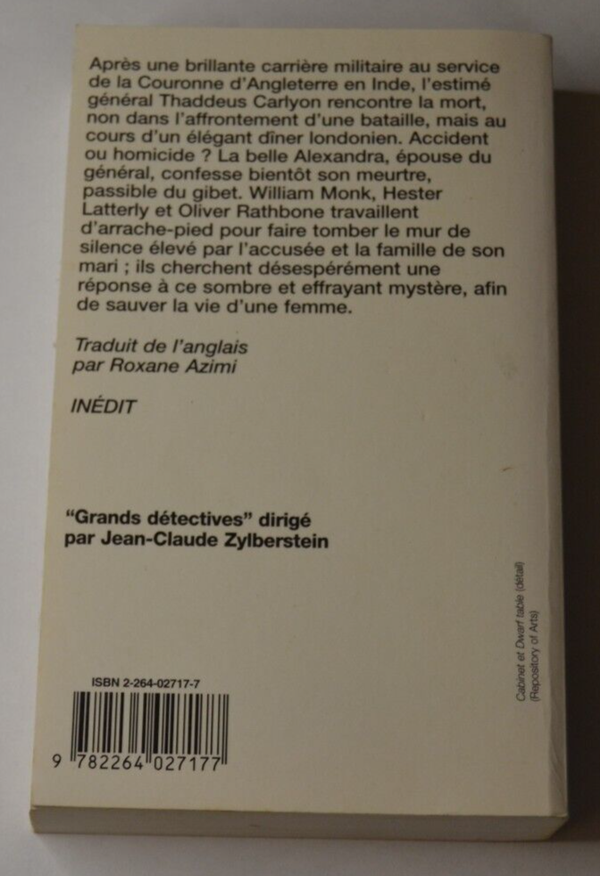 Après une brillante carrière militaire au service
de la Couronne d'Angleterre en Inde, l'estimé
général Thaddeus Carlyon rencontre la mort,
non dans l'affrontement d'une bataille, mais au
cours d'un élégant dîner londonien. Accident
ou homicide ? La belle Alexandra, épouse du
général, confesse bientôt son meurtre,
passible du gibet. William Monk, Hester
Latterly et Oliver Rathbone travaillent
d'arrache-pied pour faire tomber le mur de
silence élevé par l'accusée et la famille de son
mari ; ils cherchent désespérément une
réponse à ce sombre et effrayant mystère, afin
de sauver la vie d'une femme.
Traduit de l'anglais
par Roxane Azimi
INÉDIT
"Grands détectives" dirigé
par Jean-Claude Zylberstein
Cabinet et Dwarf table (détail)
(Repository of Arts)
ISBN 2-264-02717-7
9 782264 027177